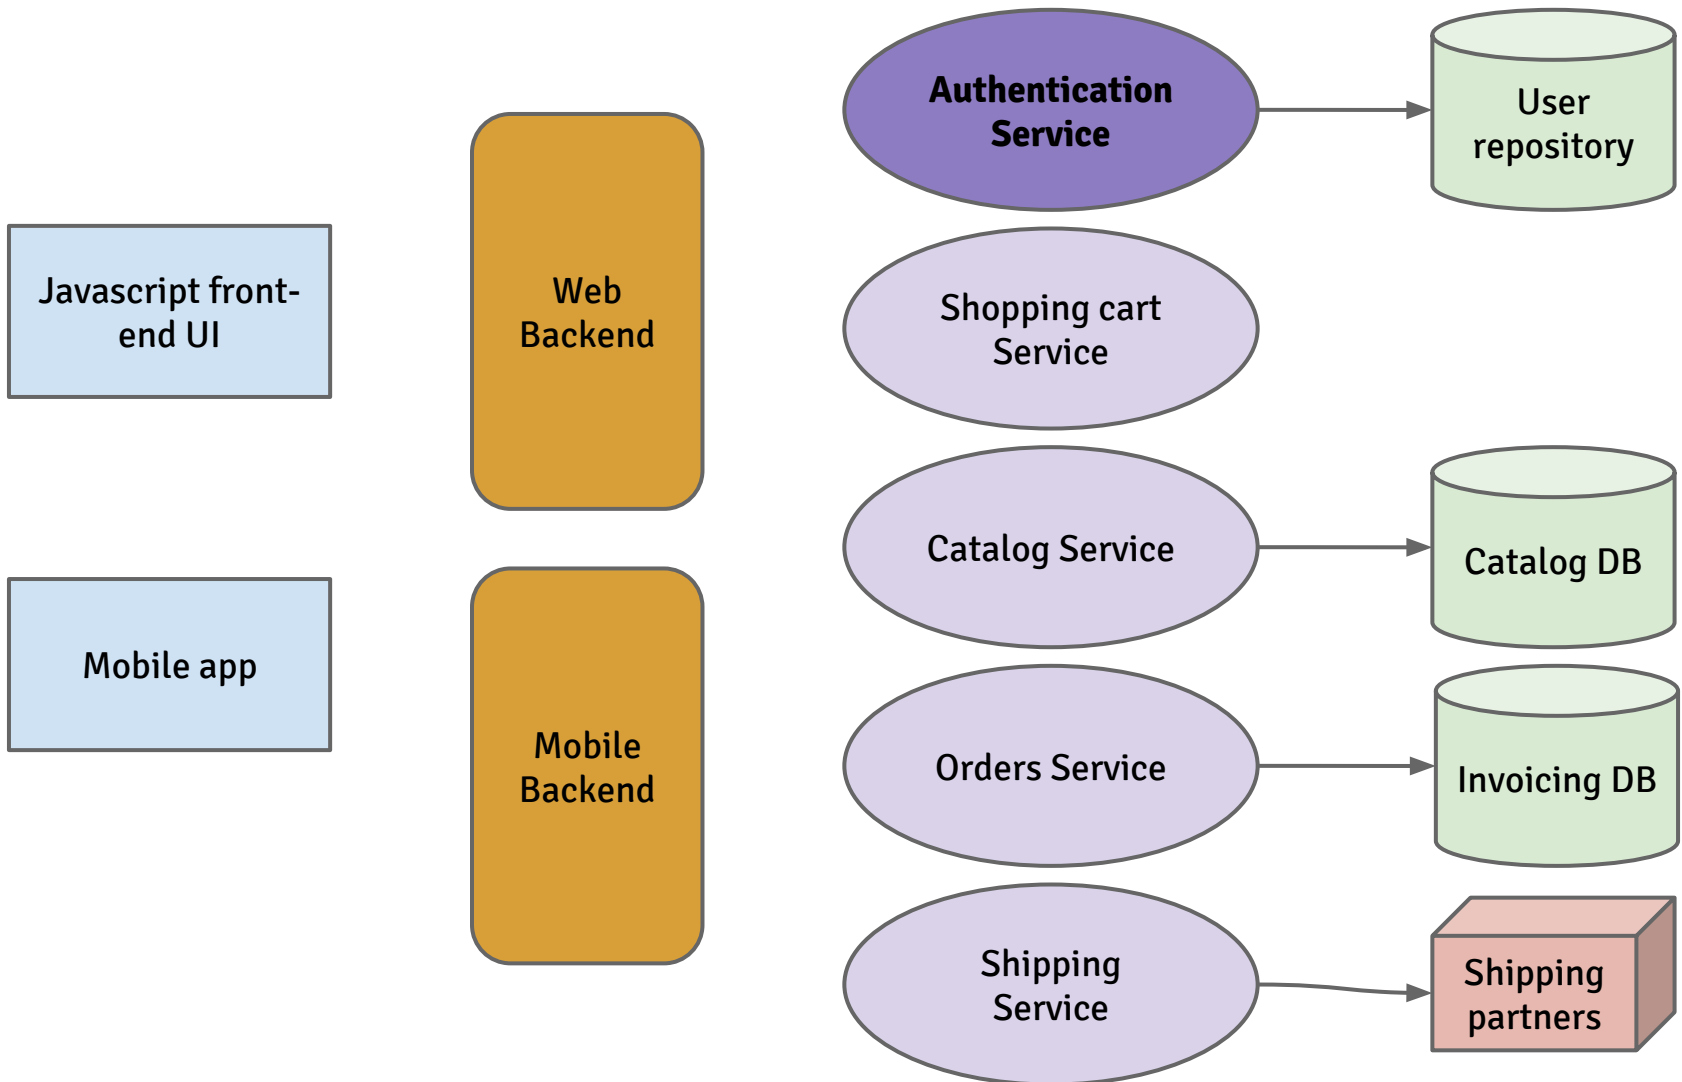 Authentication
Service
User
repository
Javascript front-
end UI
Web
Backend
Shopping cart
Service
Catalog Service
Catalog DB
Mobile app
Mobile
Backend
Orders Service
Invoicing DB
Shipping
Service
Shipping
partners